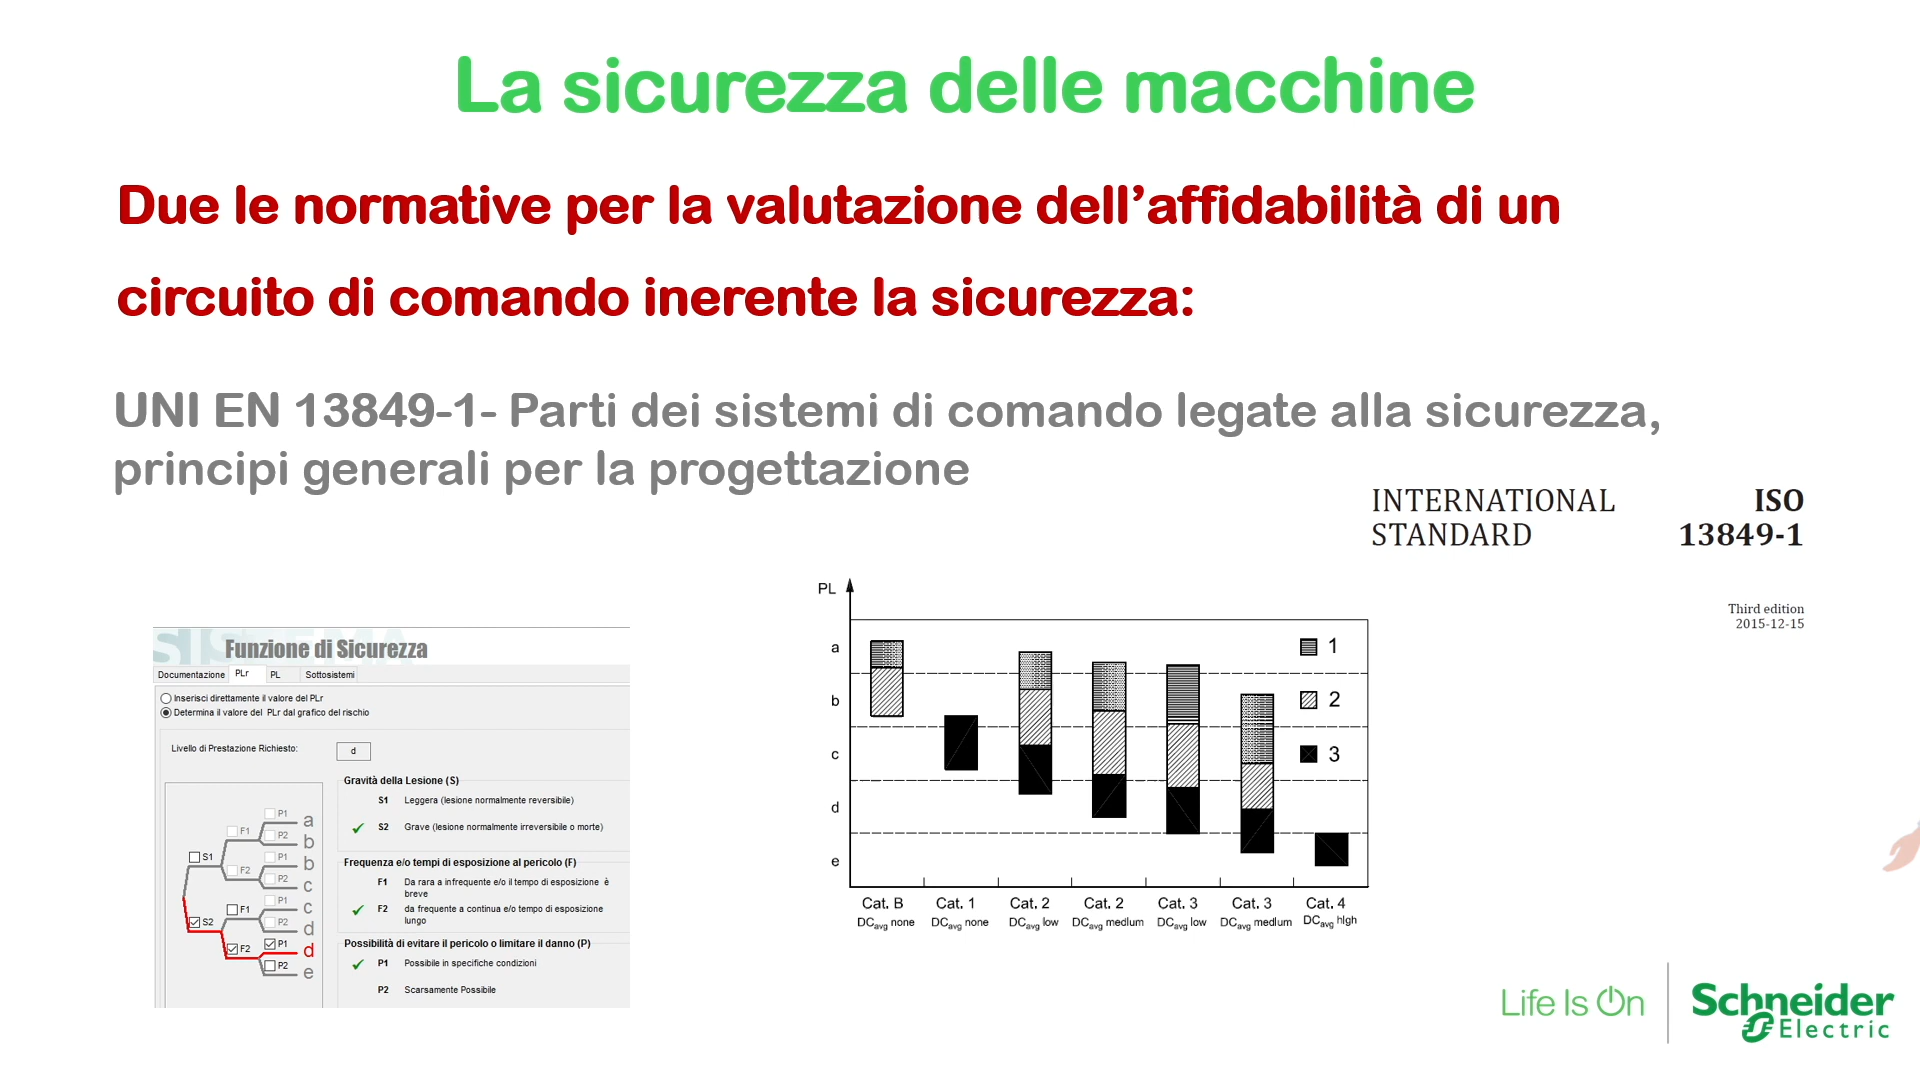 La sicurezza delle macchine
Due le normative per la valutazione dell’affidabilità di un
circuito di comando inerente la sicurezza:
UNI EN 13849-1- Parti dei sistemi di comando legate alla sicurezza,
principi generali per la progettazione
INTERNATIONAL ISO
STANDARD 13849-1
Third edition
2015-12-15
SISTEMA
Funzione di Sicurezza
Documentazione PLr PL Sottosistemi
Inserisci direttamente il valore del PLr
Determina il valore del PLr dal grafico del rischio
Livello di Prestazione Richiesto: d
Gravità della Lesione (S)
S1 Leggera (lesione normalmente reversibile)
S2 Grave (lesione normalmente irreversibile o morte)
Frequenza e/o tempi di esposizione al pericolo (F)
F1 Da rara a infrequente e/o il tempo di esposizione è
breve
F2 da frequente a continua e/o tempo di esposizione
lungo
Possibilità di evitare il pericolo o limitare il danno (P)
P1 Possibile in specifiche condizioni
P2 Scarsamente Possibile
P1 a
F1
P2 b
S1
P1 b
F2
P2 c
P1 c
F1
P2 d
S2
P1 d
F2
P2 e
PL
a
b
c
d
e
1
2
3
Cat. B Cat. 1 Cat. 2 Cat. 2 Cat. 3 Cat. 3 Cat. 4
DCavg none DCavg none DCavg low DCavg medium DCavg low DCavg medium DCavg high
Life Is On
Schneider
Electric